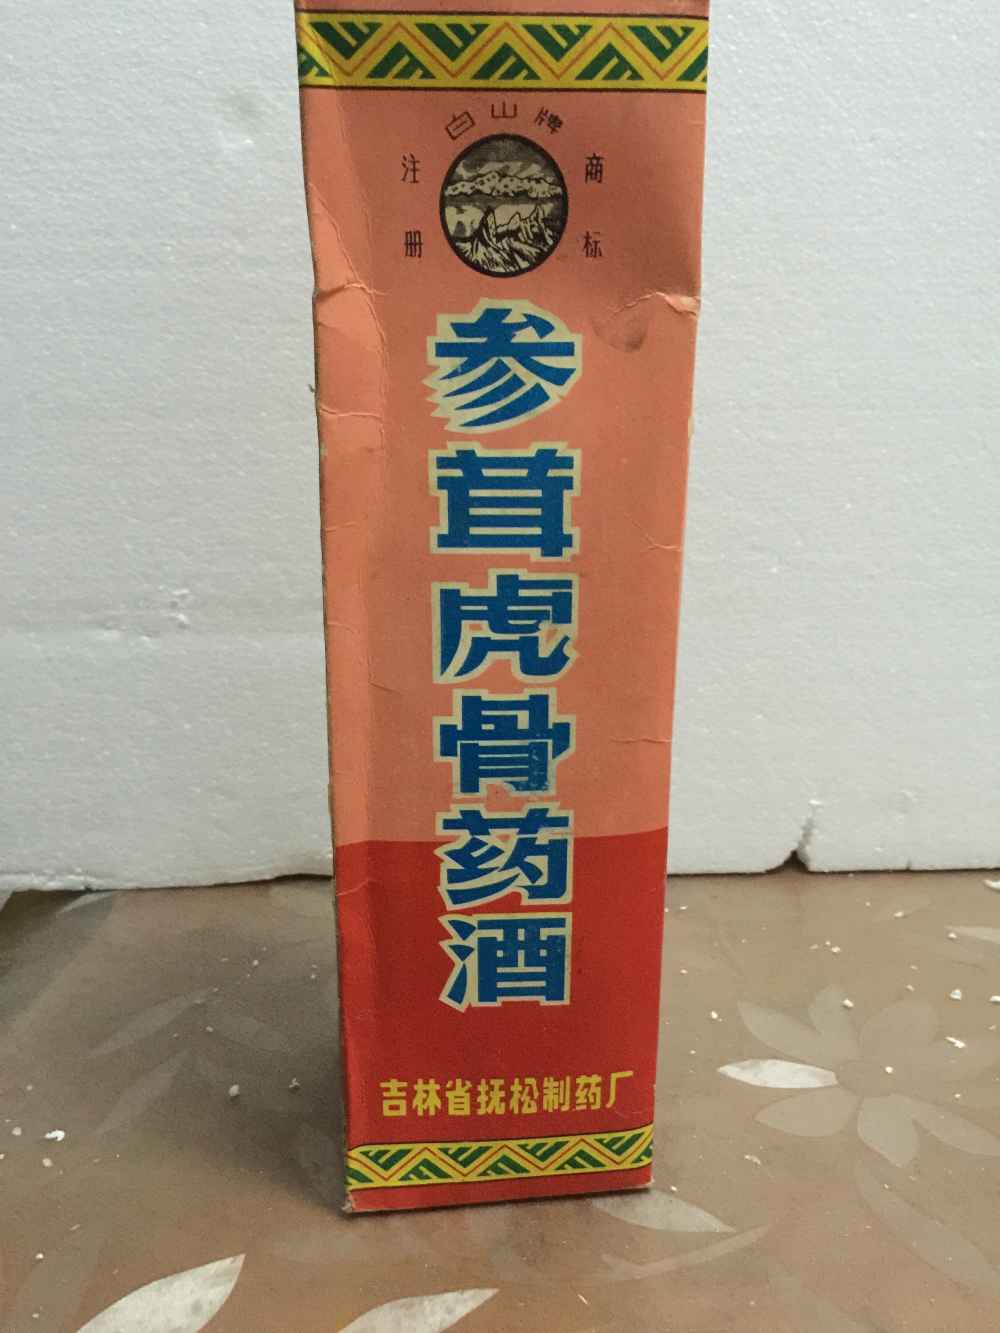 白山牌
注册 商标
参茸虎骨药酒
吉林省抚松制药厂